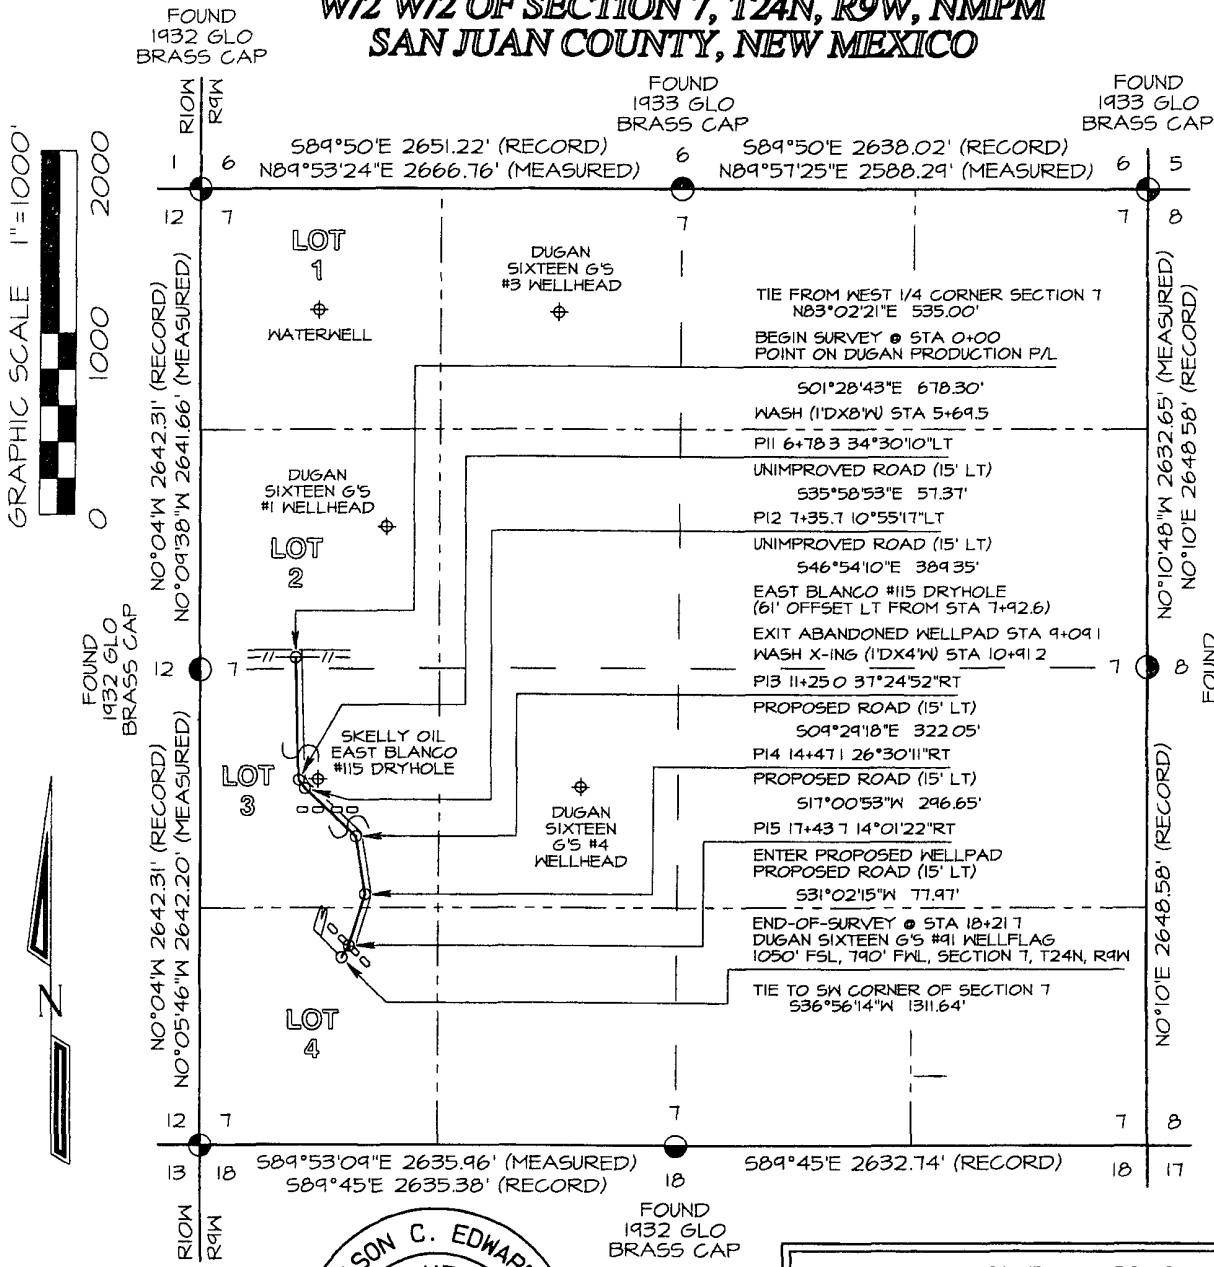 W/2 W/2 OF SECTION 7, T24N, R9W, NMPM
SAN JUAN COUNTY, NEW MEXICO
FOUND
1932 GLO
BRASS CAP
FOUND
1933 GLO
BRASS CAP
FOUND
1933 GLO
BRASS CAP
R10W
R9W
S89°50'E 2651.22' (RECORD)
N89°53'24"E 2666.76' (MEASURED)
S89°50'E 2638.02' (RECORD)
N89°57'25"E 2588.29' (MEASURED)
1 6
6
6 5
12 7
7
7 8
GRAPHIC SCALE 1"=1000'
0 1000 2000
N0°04'W 2642.31' (RECORD)
N0°09'38"W 2641.66' (MEASURED)
N0°10'48"W 2632.65' (MEASURED)
N0°10'E 2648.58' (RECORD)
LOT
1
WATERWELL
DUGAN
SIXTEEN G'S
#3 WELLHEAD
DUGAN
SIXTEEN G'S
#1 WELLHEAD
LOT
2
TIE FROM WEST 1/4 CORNER SECTION 7
N83°02'21"E 535.00'
BEGIN SURVEY @ STA 0+00
POINT ON DUGAN PRODUCTION P/L
S01°28'43"E 678.30'
WASH (1'DX8'W) STA 5+69.5
PI1 6+78 3 34°30'10"LT
UNIMPROVED ROAD (15' LT)
S35°58'53"E 57.37'
PI2 7+35.7 10°55'17"LT
UNIMPROVED ROAD (15' LT)
S46°54'10"E 389 35'
EAST BLANCO #115 DRYHOLE
(61' OFFSET LT FROM STA 7+92.6)
EXIT ABANDONED WELLPAD STA 9+09 1
WASH X-ING (1'DX4'W) STA 10+91 2
PI3 11+25 0 37°24'52"RT
PROPOSED ROAD (15' LT)
S09°29'18"E 322 05'
PI4 14+47 1 26°30'11"RT
PROPOSED ROAD (15' LT)
S17°00'53"W 296.65'
PI5 17+43 7 14°01'22"RT
ENTER PROPOSED WELLPAD
PROPOSED ROAD (15' LT)
S31°02'15"W 77.97'
END-OF-SURVEY @ STA 18+21 7
DUGAN SIXTEEN G'S #91 WELLFLAG
1050' FSL, 790' FWL, SECTION 7, T24N, R9W
TIE TO SW CORNER OF SECTION 7
S36°56'14"W 1311.64'
FOUND
1932 GLO
BRASS CAP
12 7
7 8
FOUND
SKELLY OIL
EAST BLANCO
#115 DRYHOLE
LOT
3
DUGAN
SIXTEEN
G'S #4
WELLHEAD
N0°04'W 2642.31' (RECORD)
N0°05'46"W 2642.20' (MEASURED)
N0°10'E 2648.58' (RECORD)
LOT
4
N
12 7
7
7 8
13 18
18
18 17
S89°53'09"E 2635.96' (MEASURED)
S89°45'E 2635.38' (RECORD)
S89°45'E 2632.74' (RECORD)
R10W
R9W
FOUND
1932 GLO
BRASS CAP
SON C. EDWAR